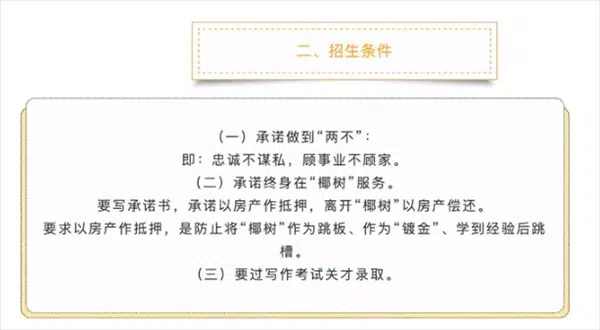 二、招生条件
（一）承诺做到“两不”：
即：忠诚不谋私，顾事业不顾家。
（二）承诺终身在“椰树”服务。
要写承诺书，承诺以房产作抵押，离开“椰树”以房产偿还。
要求以房产作抵押，是防止将“椰树”作为跳板、作为“镀金”、学到经验后跳
槽。
（三）要过写作考试关才录取。